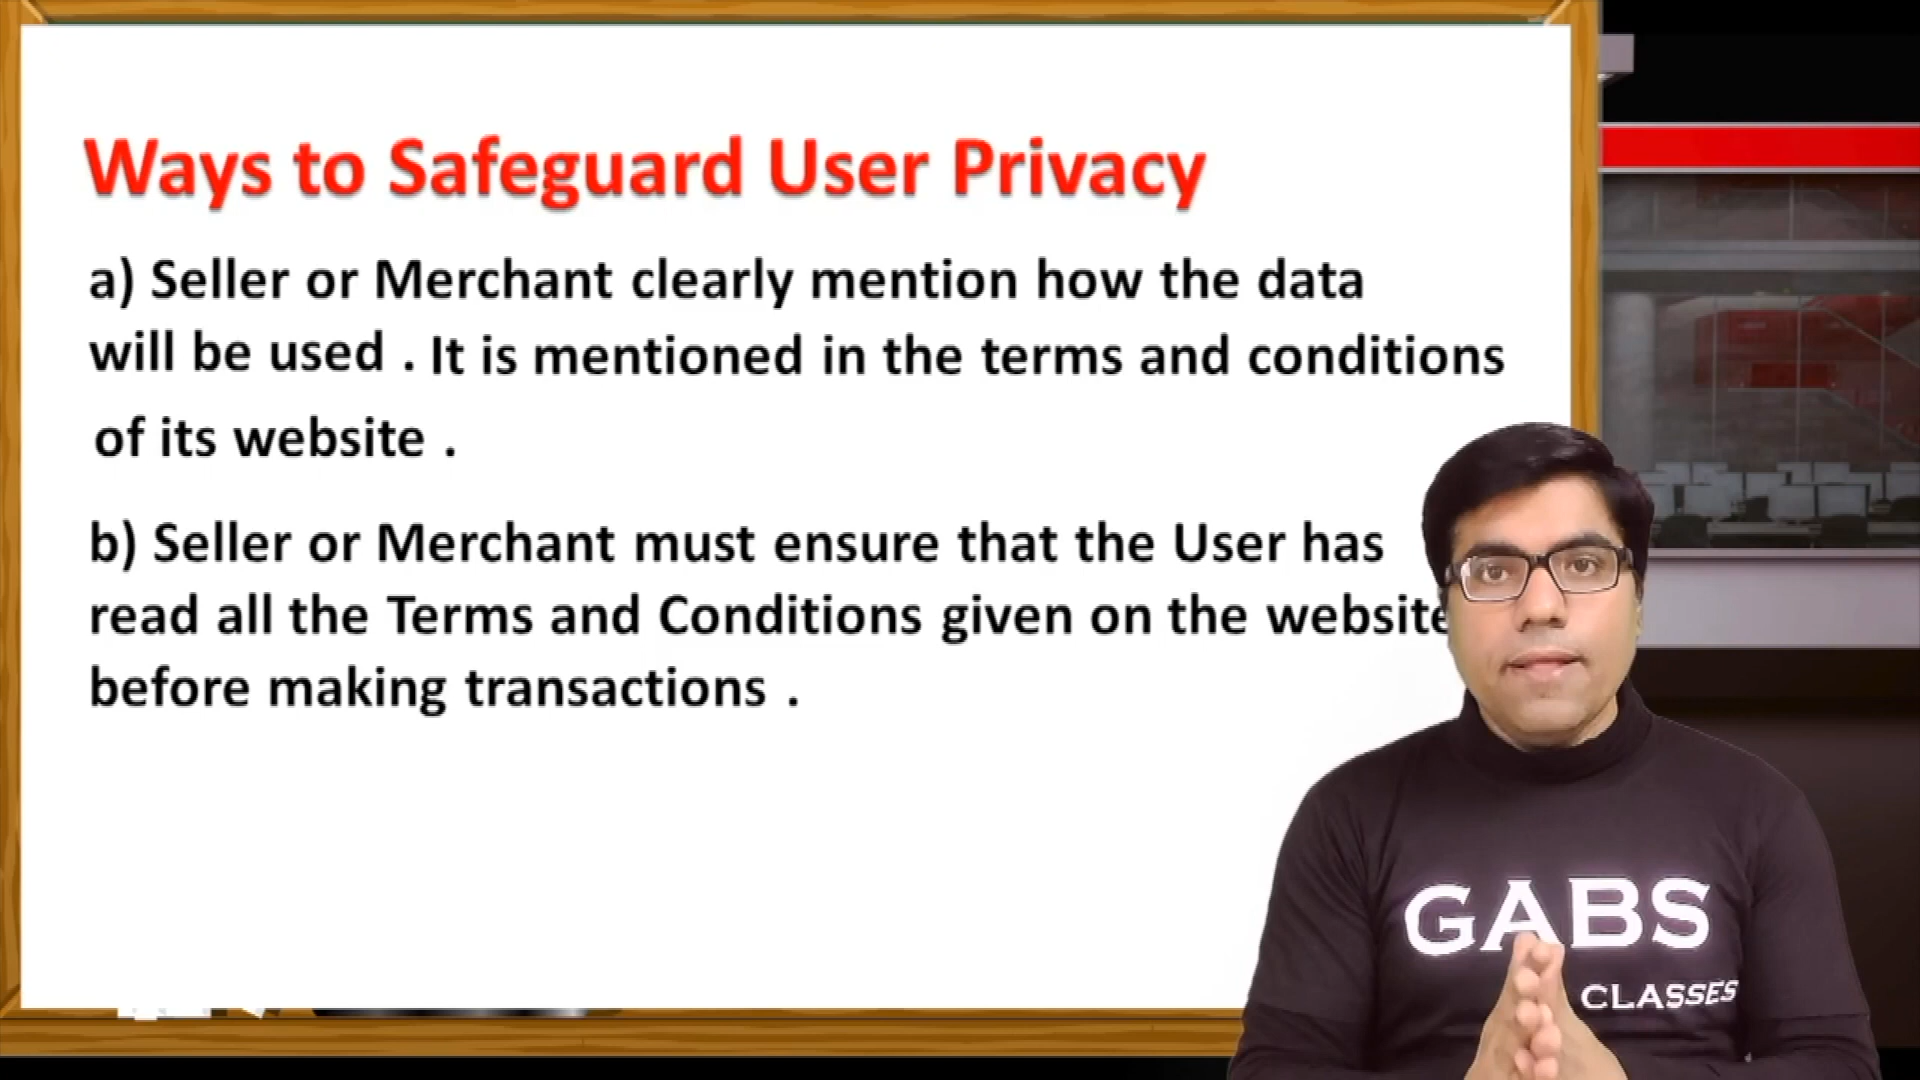 Ways to Safeguard User Privacy
a) Seller or Merchant clearly mention how the data
will be used . It is mentioned in the terms and conditions
of its website .
b) Seller or Merchant must ensure that the User has
read all the Terms and Conditions given on the website
before making transactions .
GABS
CLASSES